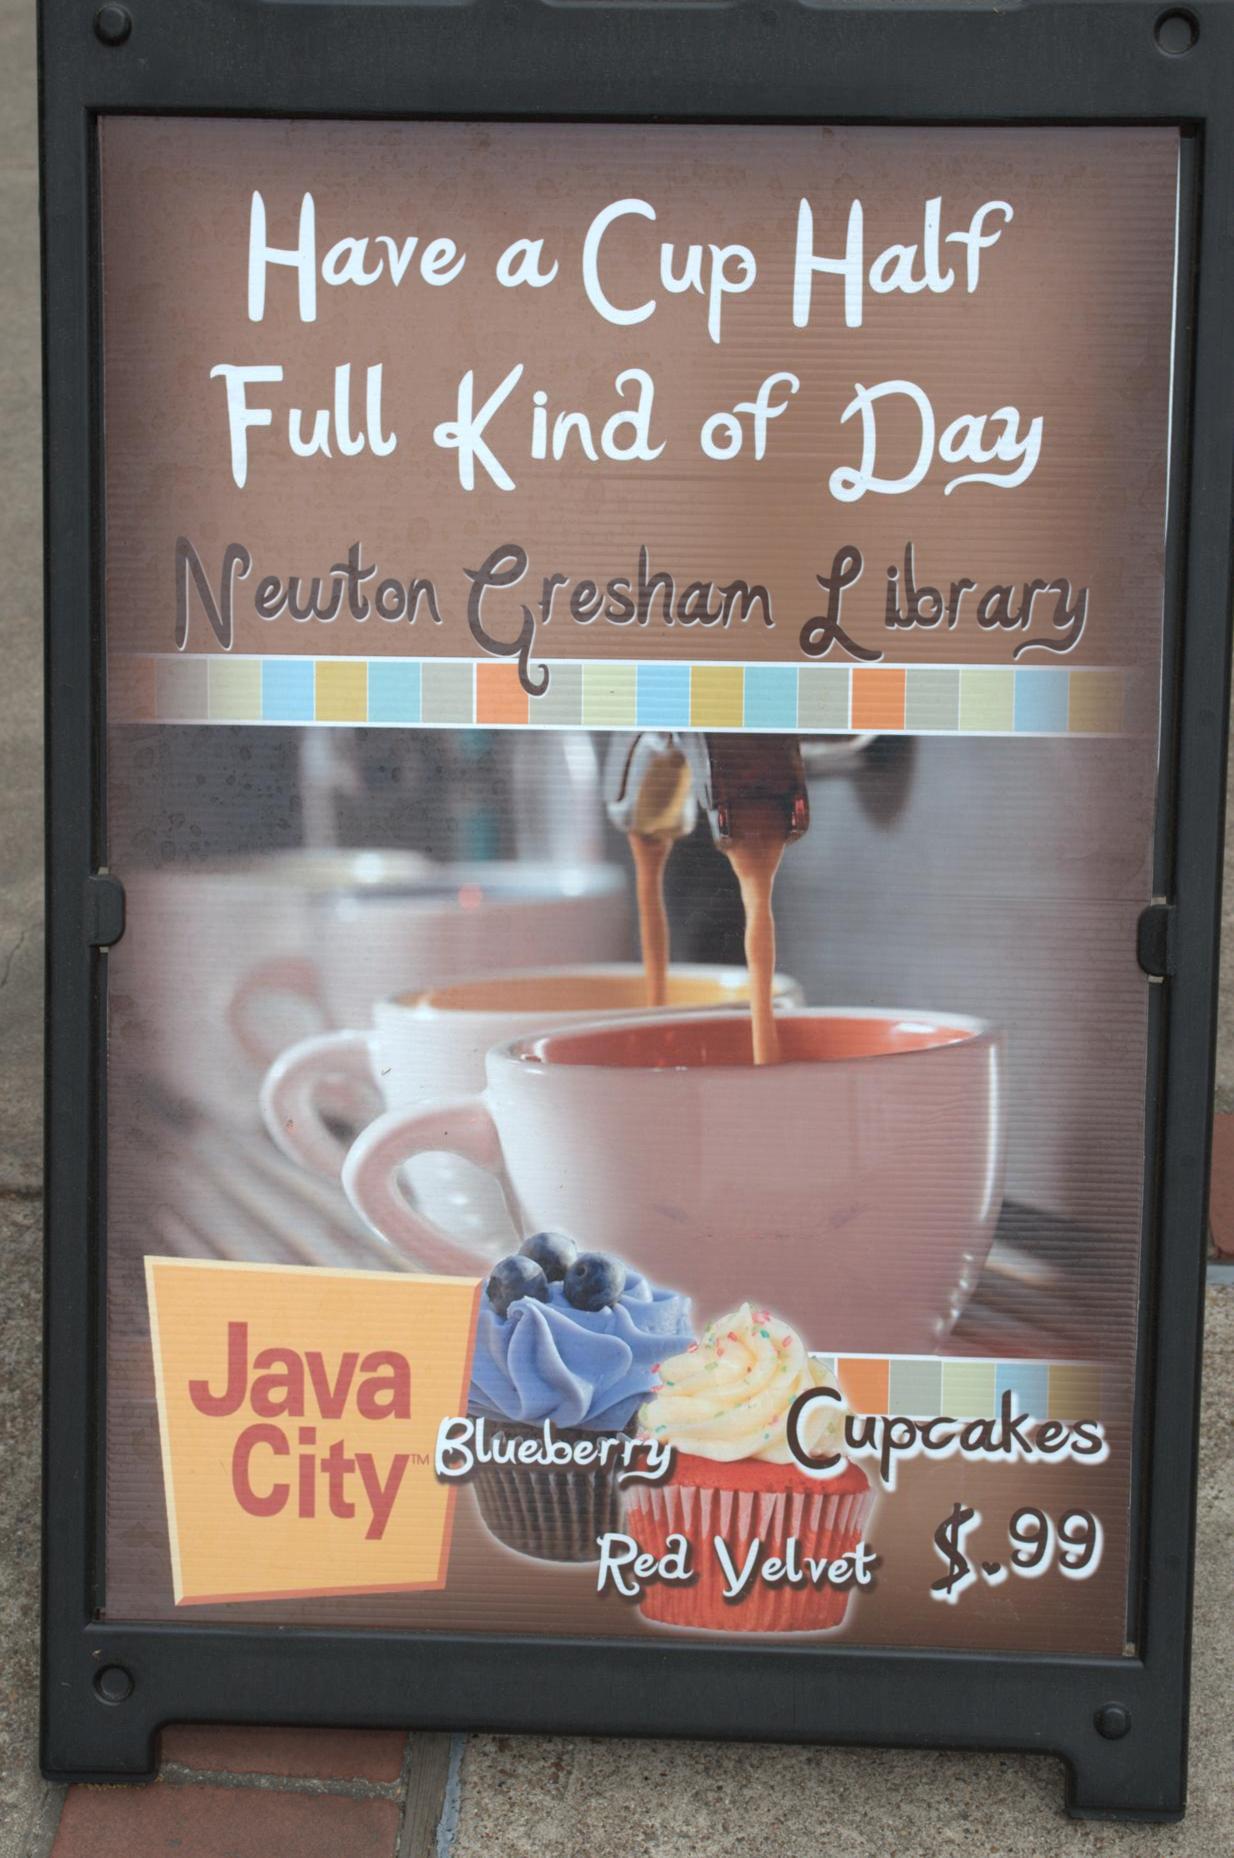 Have a Cup Half
Full Kind of Day
Newton Gresham Library
Java
City™
Blueberry
Cupcakes
Red Velvet
$.99